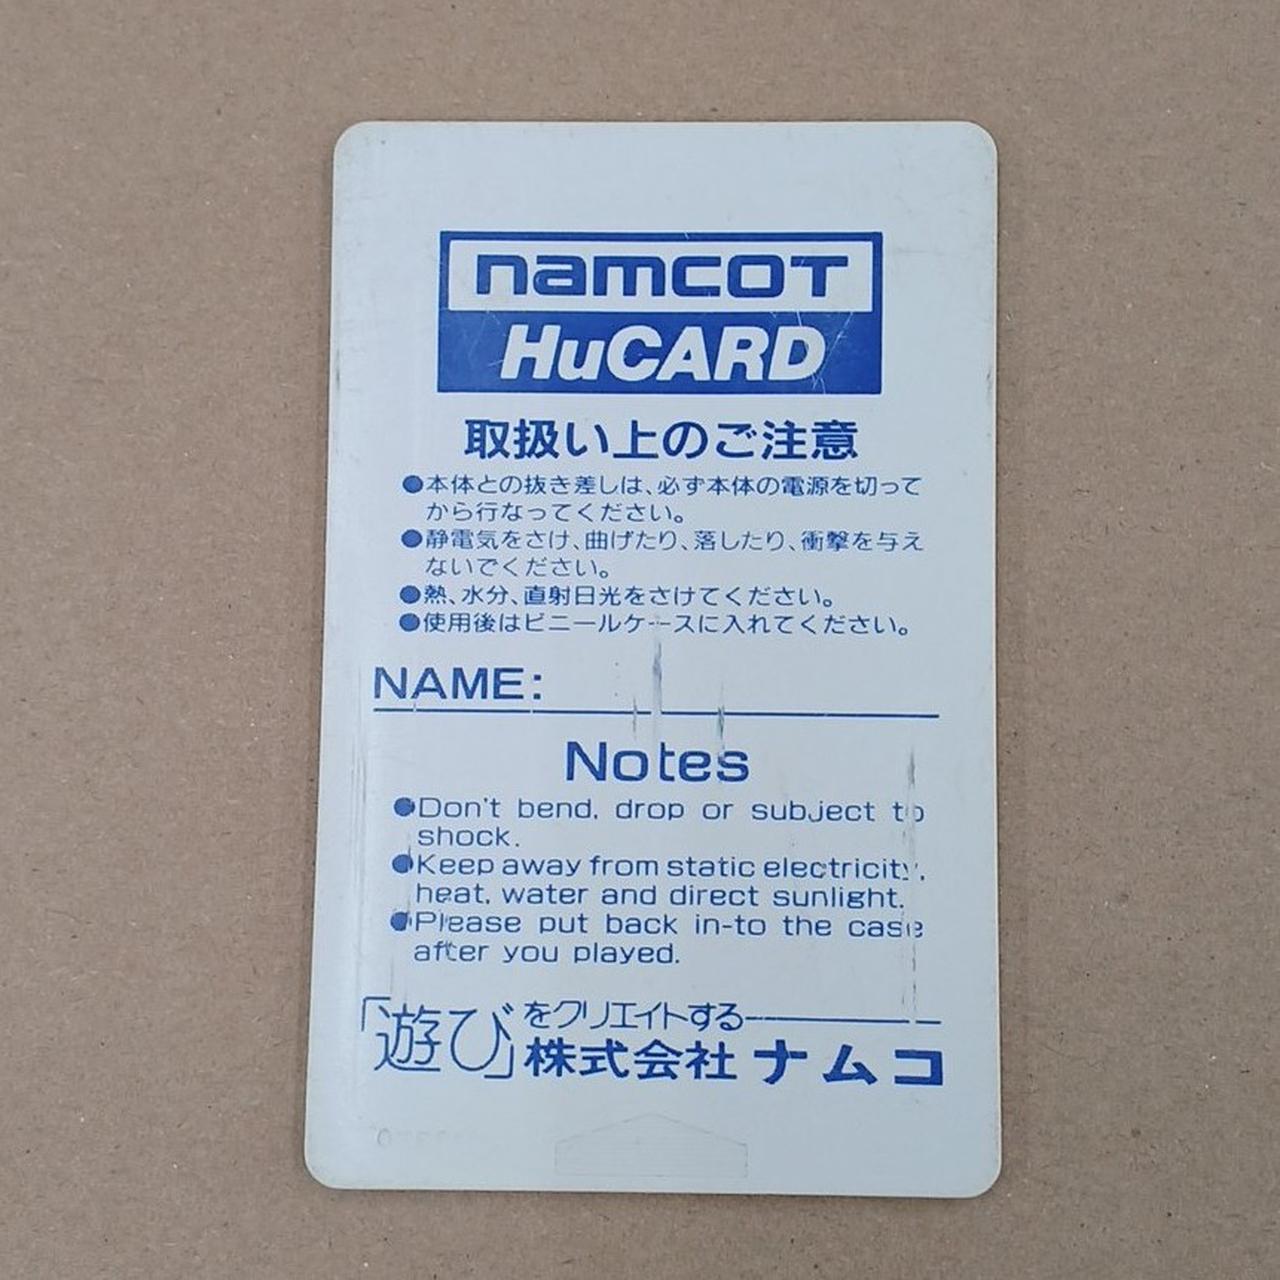 namcot
HuCARD
取扱い上のご注意
●本体との抜き差しは、必ず本体の電源を切って
から行なってください。
●静電気をさけ、曲げたり、落したり、衝撃を与え
ないでください。
●熱、水分、直射日光をさけてください。
●使用後はビニールケースに入れてください。
NAME:
Notes
●Don't bend, drop or subject to
shock.
●Keep away from static electricity,
heat, water and direct sunlight.
●Please put back in-to the case
after you played.
「遊び」をクリエイトする
株式会社ナムコ